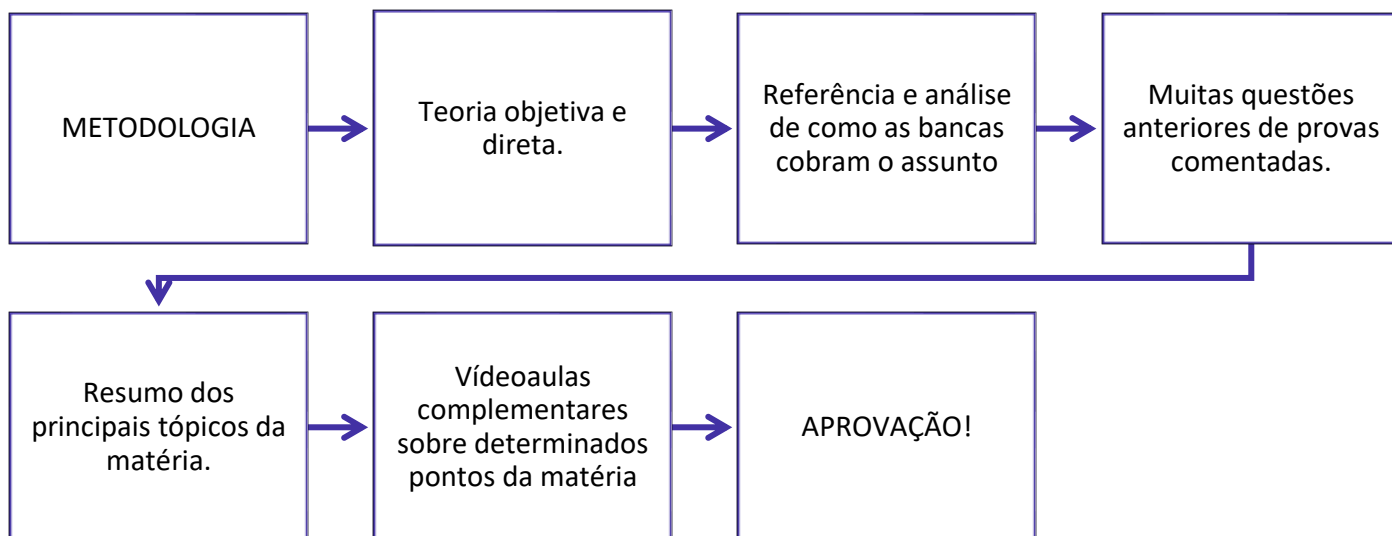 METODOLOGIA
Teoria objetiva e
direta.
Referência e análise
de como as bancas
cobram o assunto
Muitas questões
anteriores de provas
comentadas.
Resumo dos
principais tópicos da
matéria.
Vídeoaulas
complementares
sobre determinados
pontos da matéria
APROVAÇÃO!